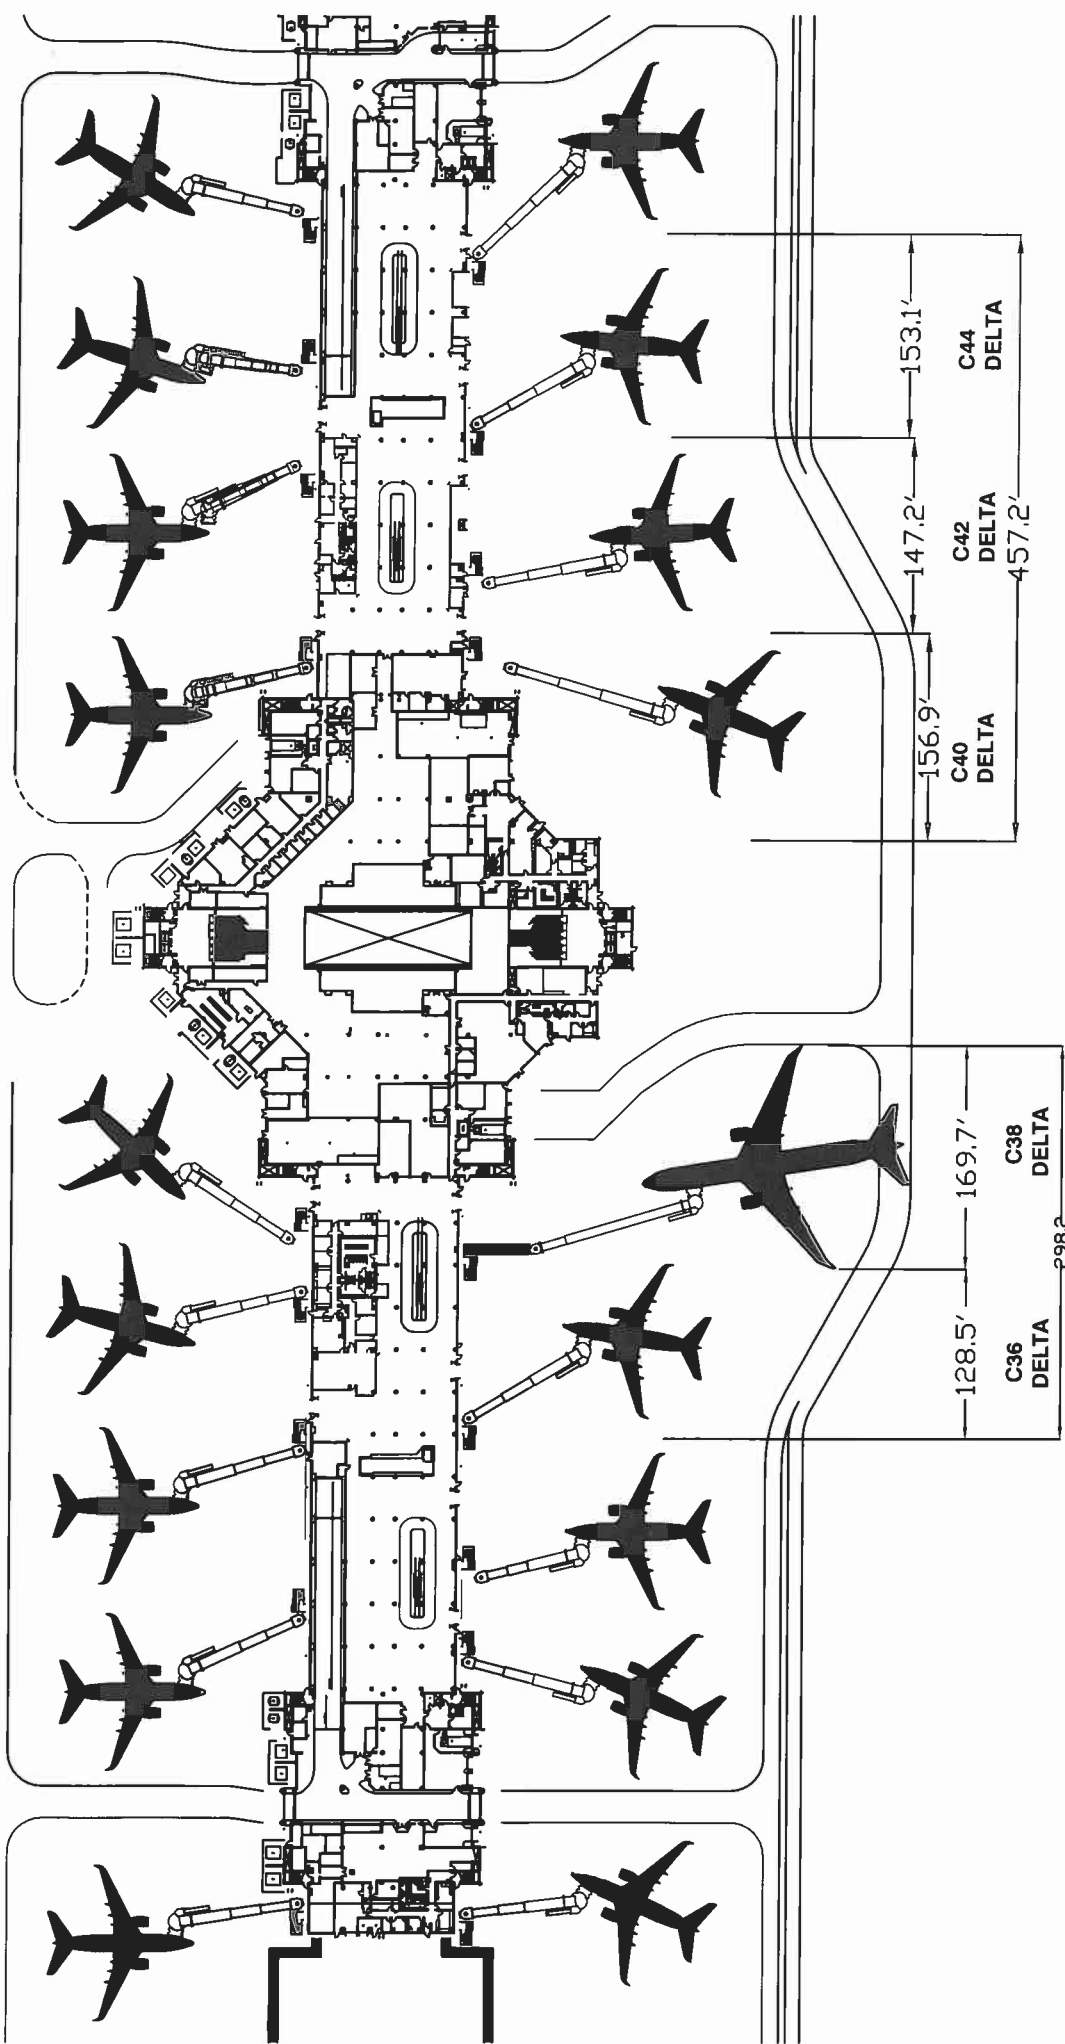 153.1'
C44
DELTA
147.2'
C42
DELTA
457.2'
156.9'
C40
DELTA
169.7'
C38
DELTA
128.5'
C36
DELTA